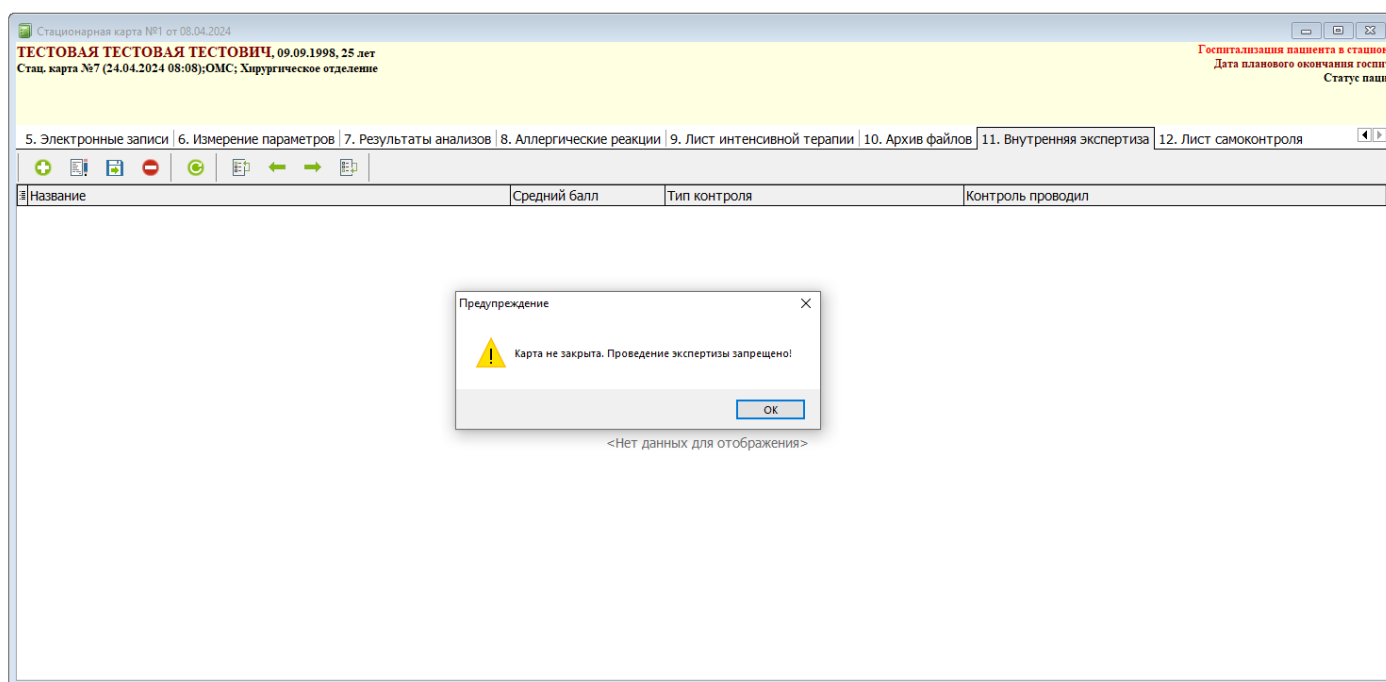 Стационарная карта №1 от 08.04.2024
ТЕСТОВАЯ ТЕСТОВАЯ ТЕСТОВИЧ, 09.09.1998, 25 лет
Госпитализация пациента в стацион
Стац. карта №7 (24.04.2024 08:08);ОМС; Хирургическое отделение
Дата планового окончания госпит
Статус паци
5. Электронные записи 6. Измерение параметров 7. Результаты анализов 8. Аллергические реакции 9. Лист интенсивной терапии 10. Архив файлов 11. Внутренняя экспертиза 12. Лист самоконтроля
Название Средний балл Тип контроля Контроль проводил
Предупреждение
Карта не закрыта. Проведение экспертизы запрещено!
ОК
<Нет данных для отображения>